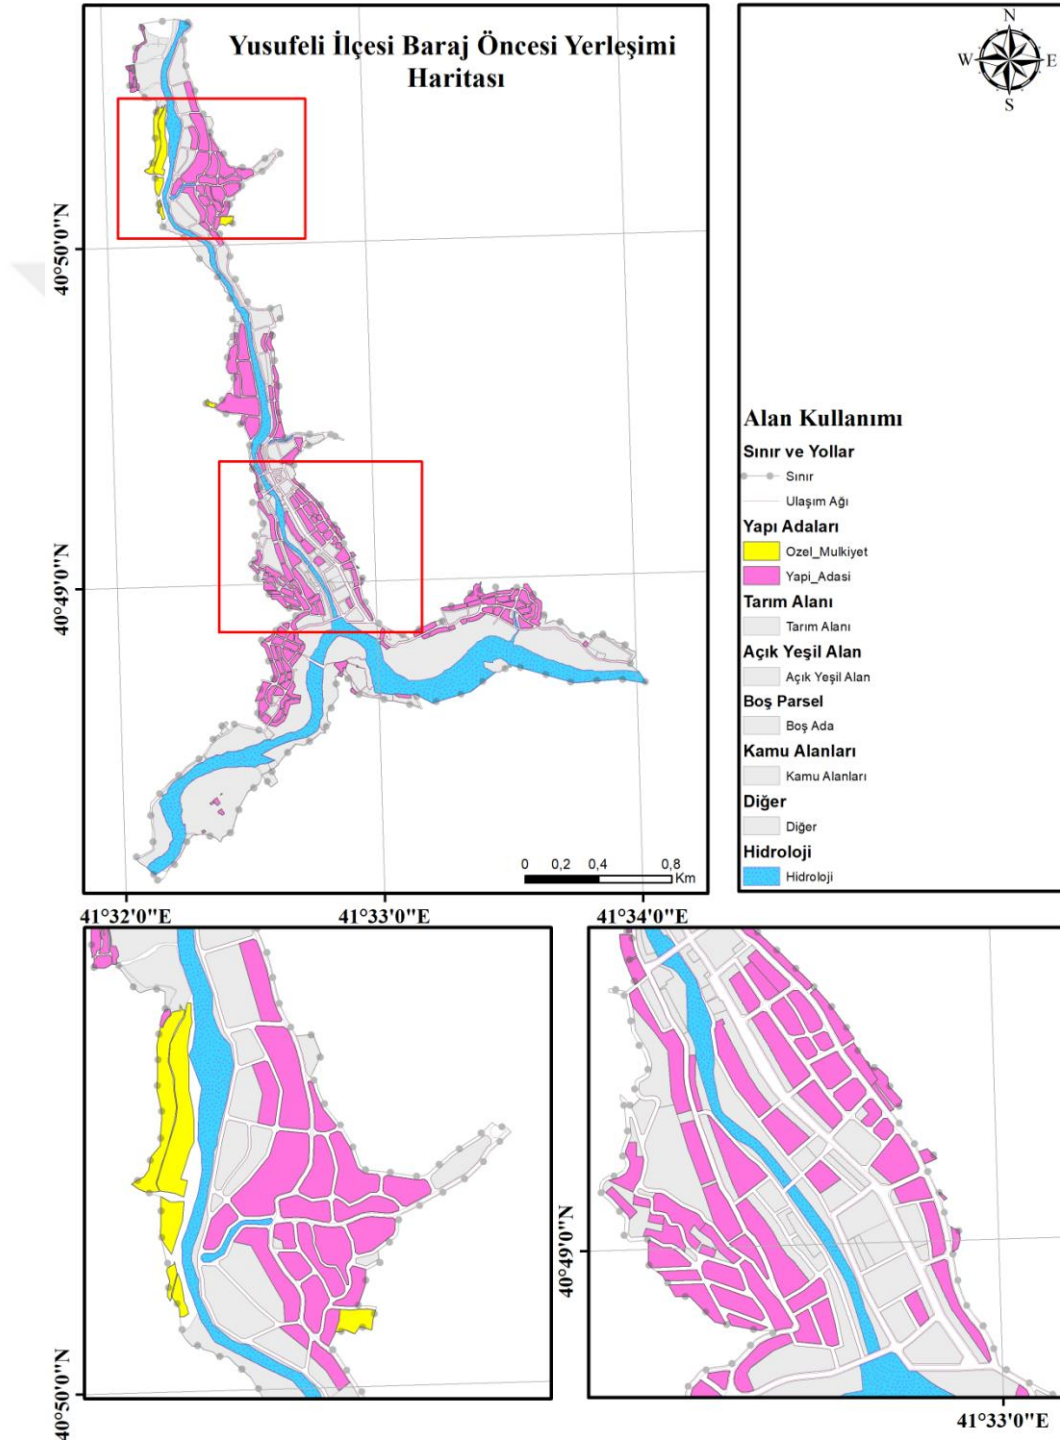 Yusufeli İlçesi Baraj Öncesi Yerleşimi
Haritası
N
W
E
S
40°50'0"N
40°49'0"N
0 0,2 0,4 0,8
Km
41°32'0"E
41°33'0"E
41°34'0"E
Alan Kullanımı
Sınır ve Yollar
Sınır
Ulaşım Ağı
Yapı Adaları
Ozel_Mulkiyet
Yapi_Adasi
Tarım Alanı
Tarım Alanı
Açık Yeşil Alan
Açık Yeşil Alan
Boş Parsel
Boş Ada
Kamu Alanları
Kamu Alanları
Diğer
Diğer
Hidroloji
Hidroloji
40°50'0"N
40°49'0"N
41°33'0"E